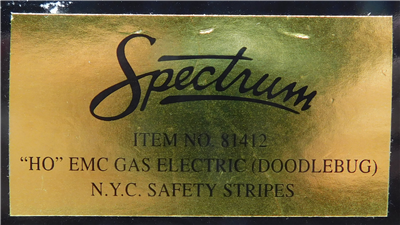 Spectrum
ITEM NO. 81412
"HO" EMC GAS ELECTRIC (DOODLEBUG)
N.Y.C. SAFETY STRIPES